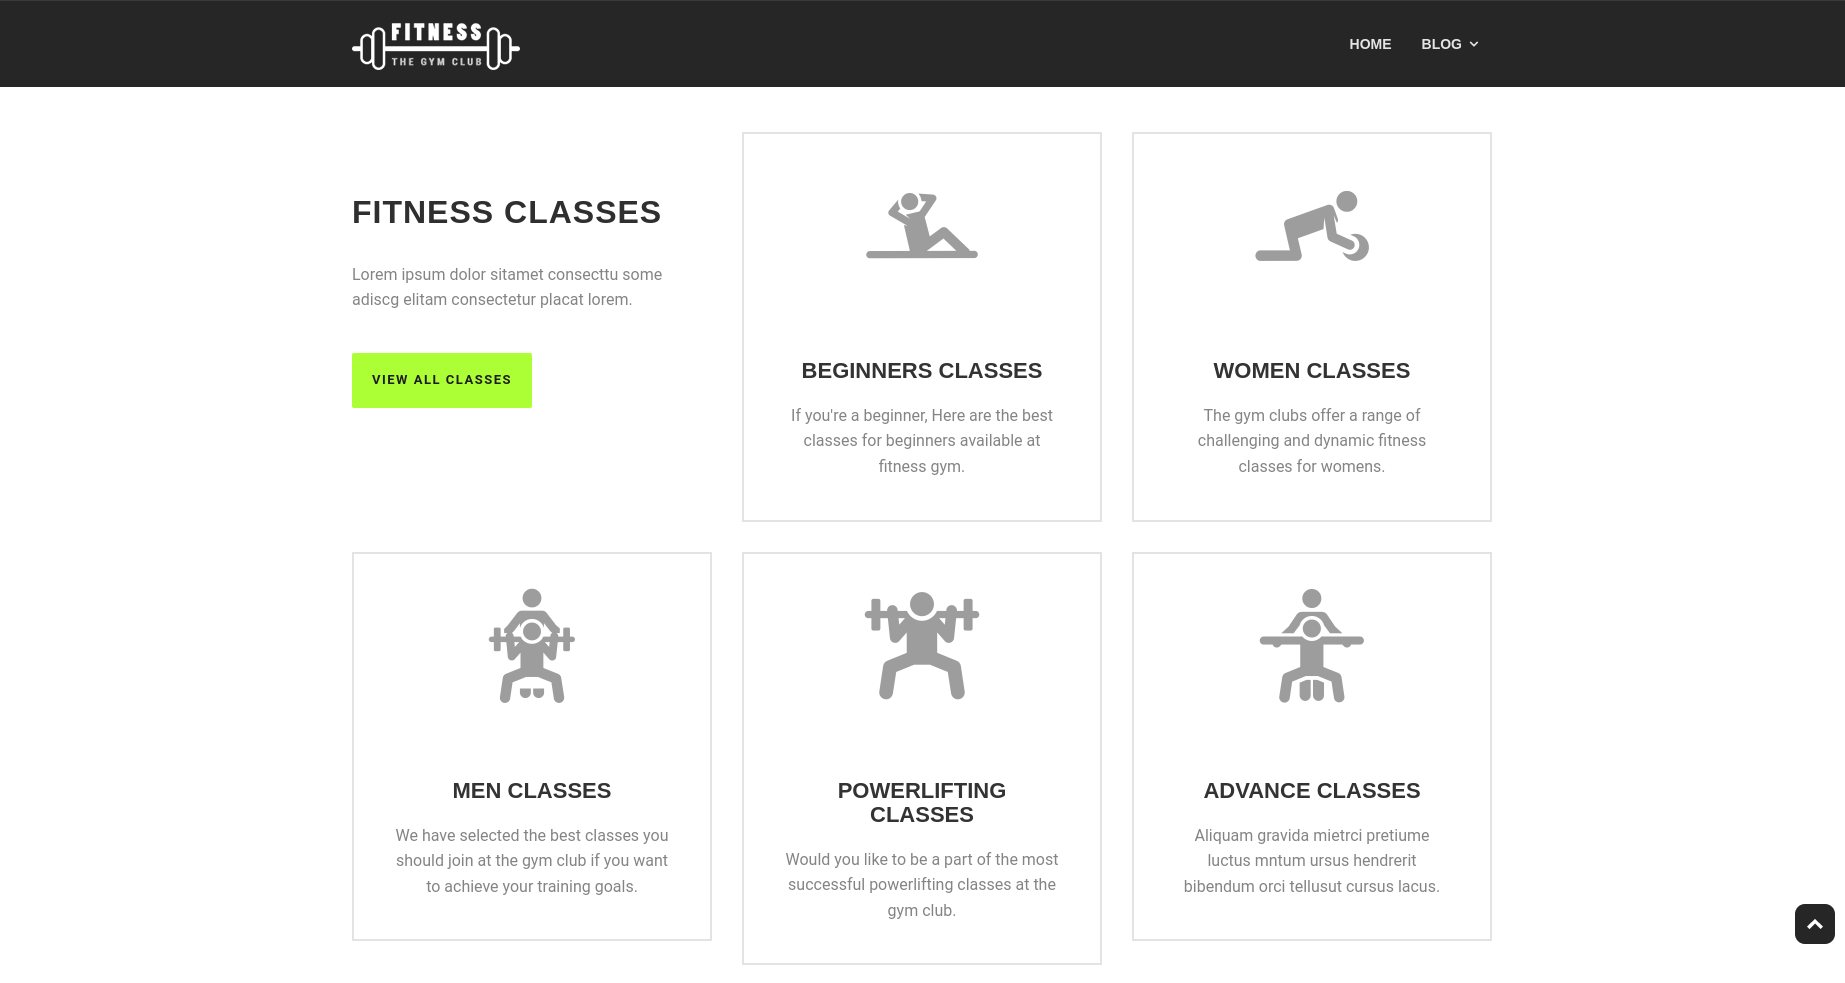 FITNESS
THE GYM CLUB
HOME
BLOG
FITNESS CLASSES
Lorem ipsum dolor sitamet consecttu some
adiscg elitam consectetur placat lorem.
VIEW ALL CLASSES
BEGINNERS CLASSES
If you're a beginner, Here are the best
classes for beginners available at
fitness gym.
WOMEN CLASSES
The gym clubs offer a range of
challenging and dynamic fitness
classes for womens.
MEN CLASSES
We have selected the best classes you
should join at the gym club if you want
to achieve your training goals.
POWERLIFTING
CLASSES
Would you like to be a part of the most
successful powerlifting classes at the
gym club.
ADVANCE CLASSES
Aliquam gravida mietrci pretiume
luctus mntum ursus hendrerit
bibendum orci tellusut cursus lacus.